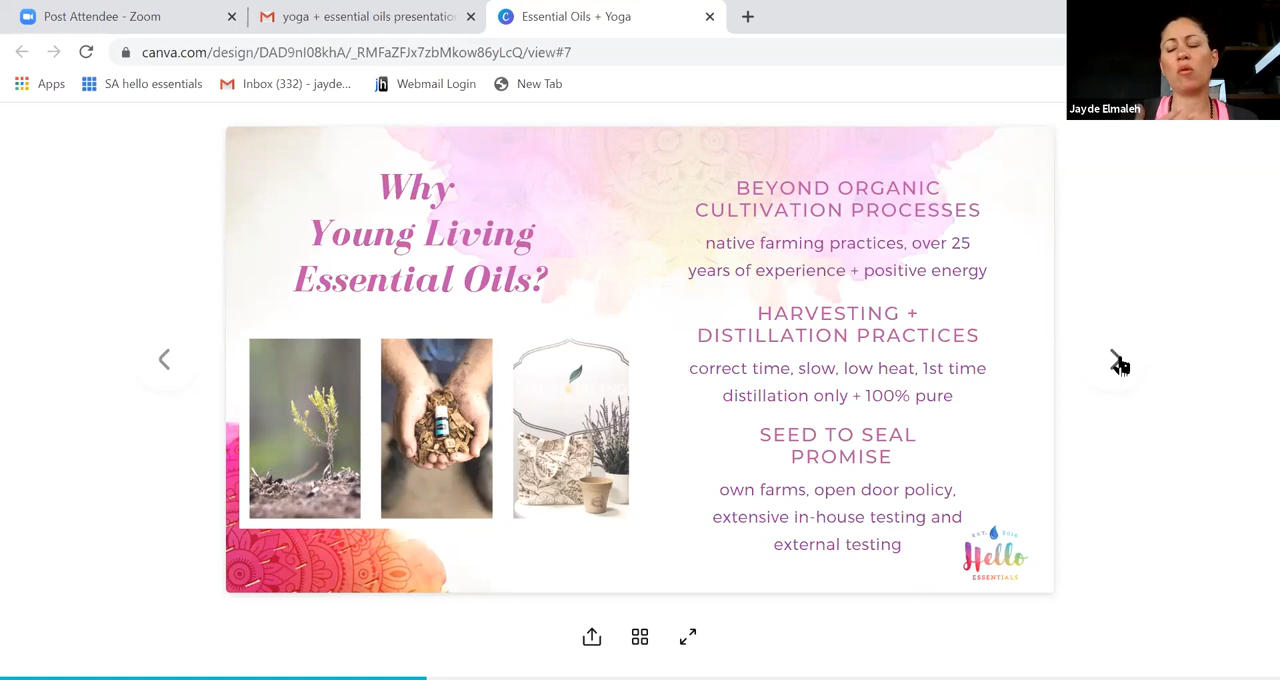 Post Attendee - Zoom
yoga + essential oils presentatio
Essential Oils + Yoga
canva.com/design/DAD9nI08khA/_RMFaZFJx7zbMkow86yLcQ/view#7
Apps
SA hello essentials
Inbox (332) - jayde...
Webmail Login
New Tab
Jayde Elmaleh
Why
Young Living
Essential Oils?
BEYOND ORGANIC
CULTIVATION PROCESSES
native farming practices, over 25
years of experience + positive energy
HARVESTING +
DISTILLATION PRACTICES
correct time, slow, low heat, 1st time
distillation only + 100% pure
SEED TO SEAL
PROMISE
own farms, open door policy,
extensive in-house testing and
external testing
Hello
ESSENTIALS